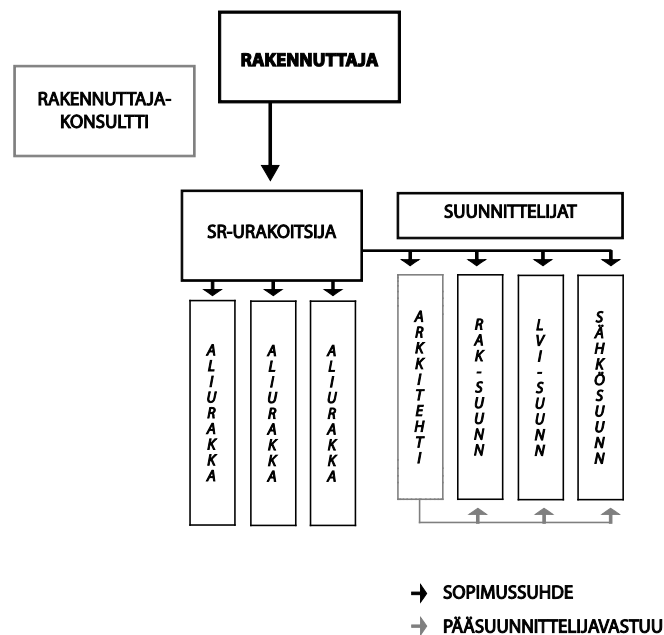 RAKENNUTTAJA
RAKENNUTTAJA-
KONSULTTI
SR-URAKOITSIJA
SUUNNITTELIJAT
ALIURAKKA
ALIURAKKA
ALIURAKKA
ARKKITEHTI
RAK-SUUNN
LVI-SUUNN
SÄHKÖSUUNN
SOPIMUSSUHDE
PÄÄSUUNNITTELIJAVASTUU